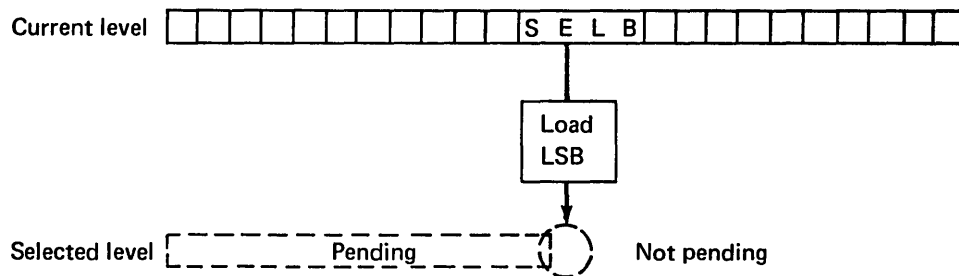 Current level S E L B
Load
LSB
Selected level Pending Not pending